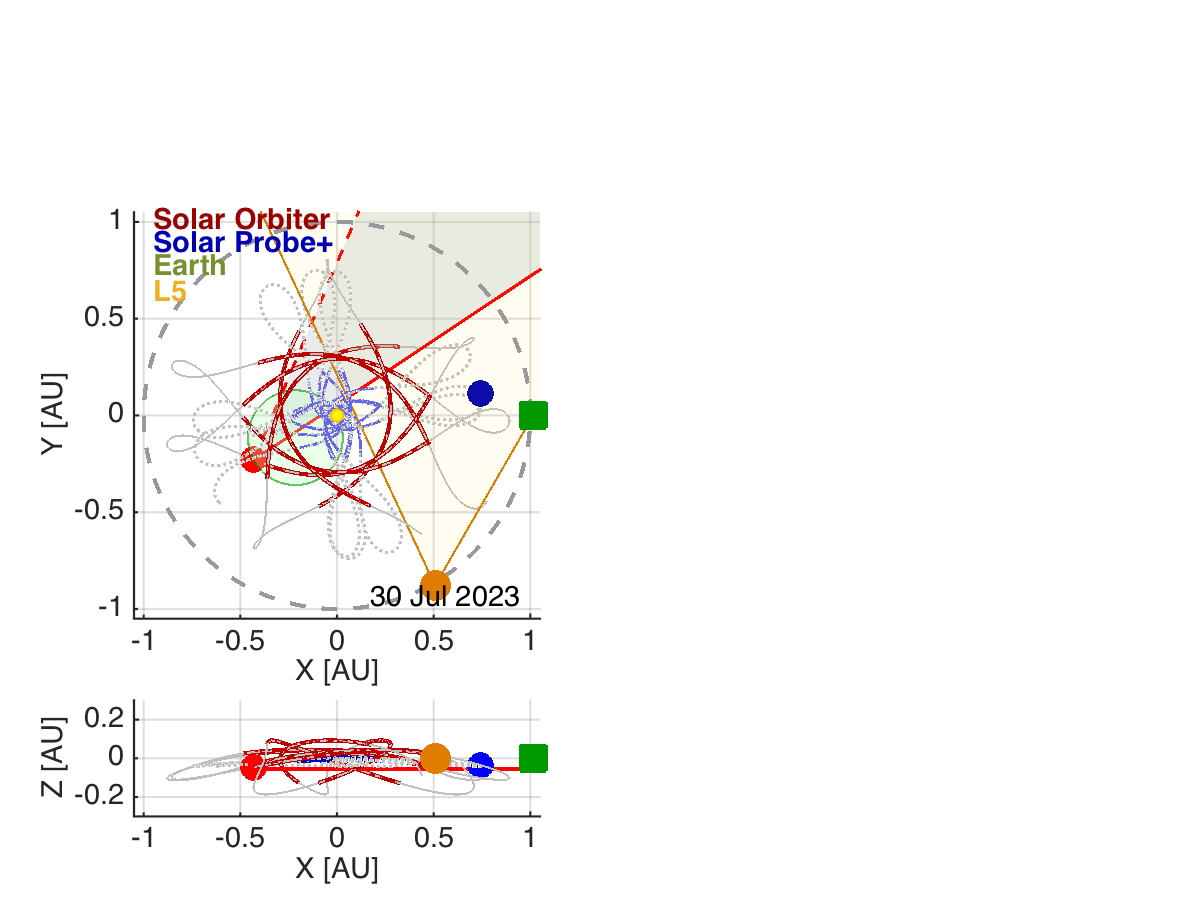 Solar Orbiter
Solar Probe+
Earth
L5
1
0.5
0
-0.5
-1
Y [AU]
30 Jul 2023
-1 -0.5 0 0.5 1
X [AU]
0.2
0
-0.2
Z [AU]
-1 -0.5 0 0.5 1
X [AU]